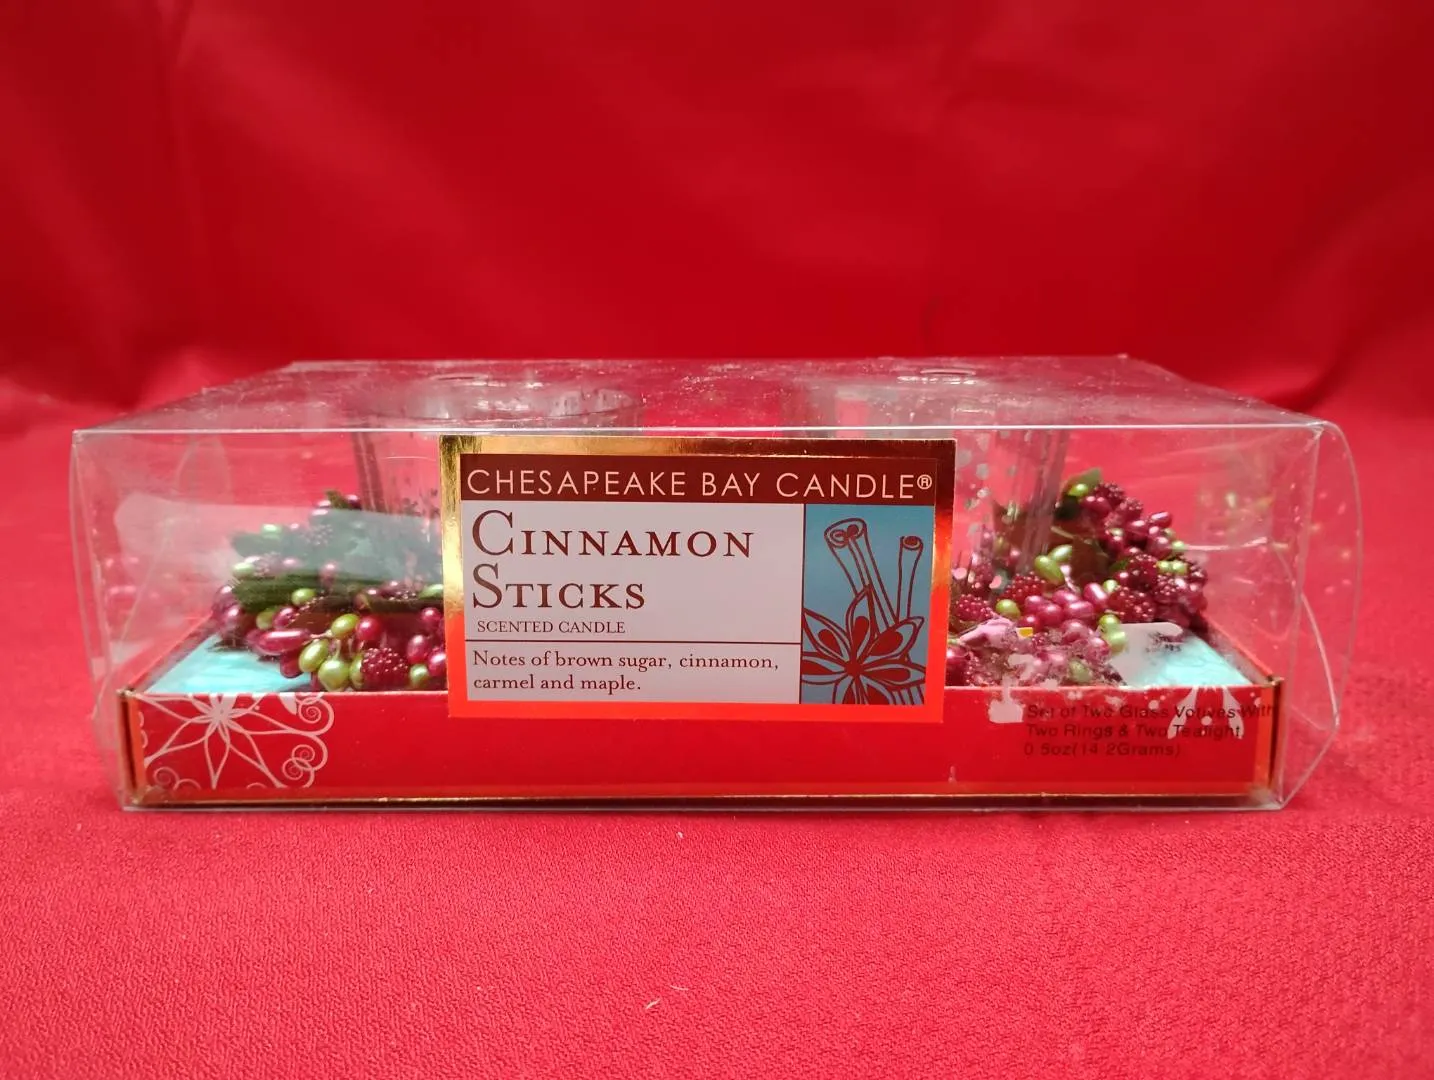 CHESAPEAKE BAY CANDLE®
CINNAMON
STICKS
SCENTED CANDLE
Notes of brown sugar, cinnamon,
carmel and maple.
Set of Two Glass Votives With
Two Rings & Two Tealight
0.5oz(14.2Grams)